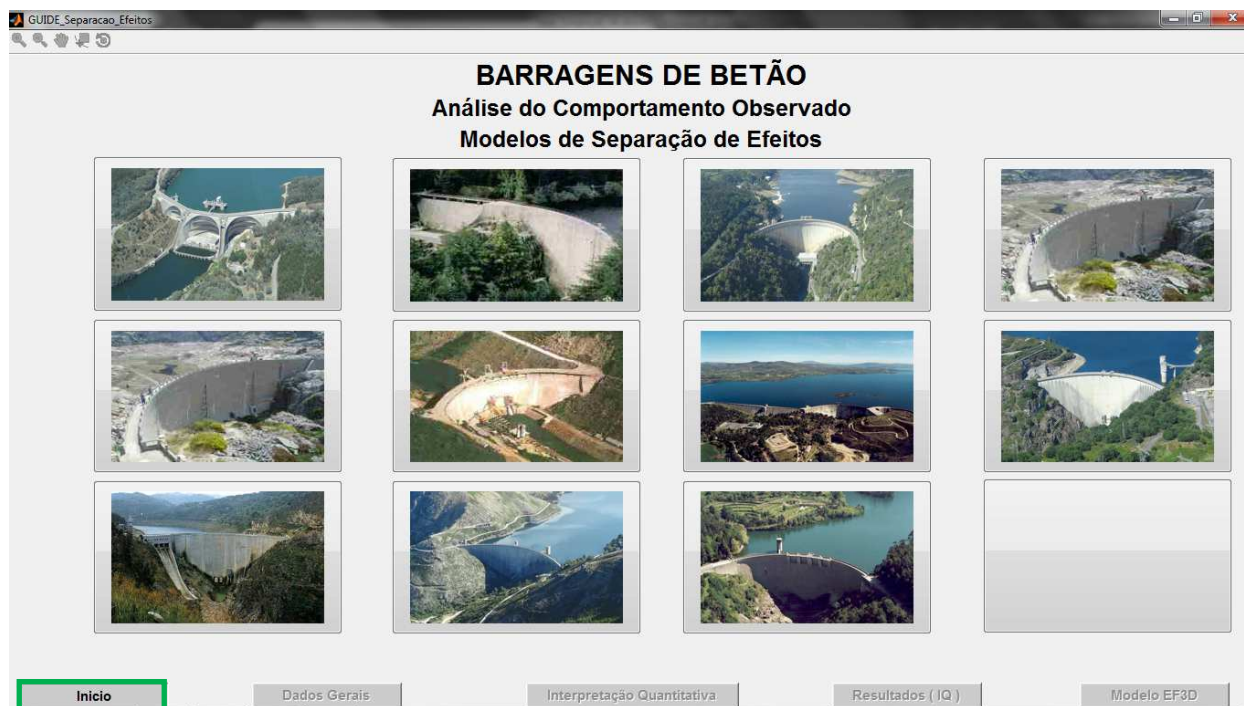 GUIDE_Separacao_Efeitos
BARRAGENS DE BETÃO
Análise do Comportamento Observado
Modelos de Separação de Efeitos
Inicio
Dados Gerais
Interpretação Quantitativa
Resultados ( IQ )
Modelo EF3D